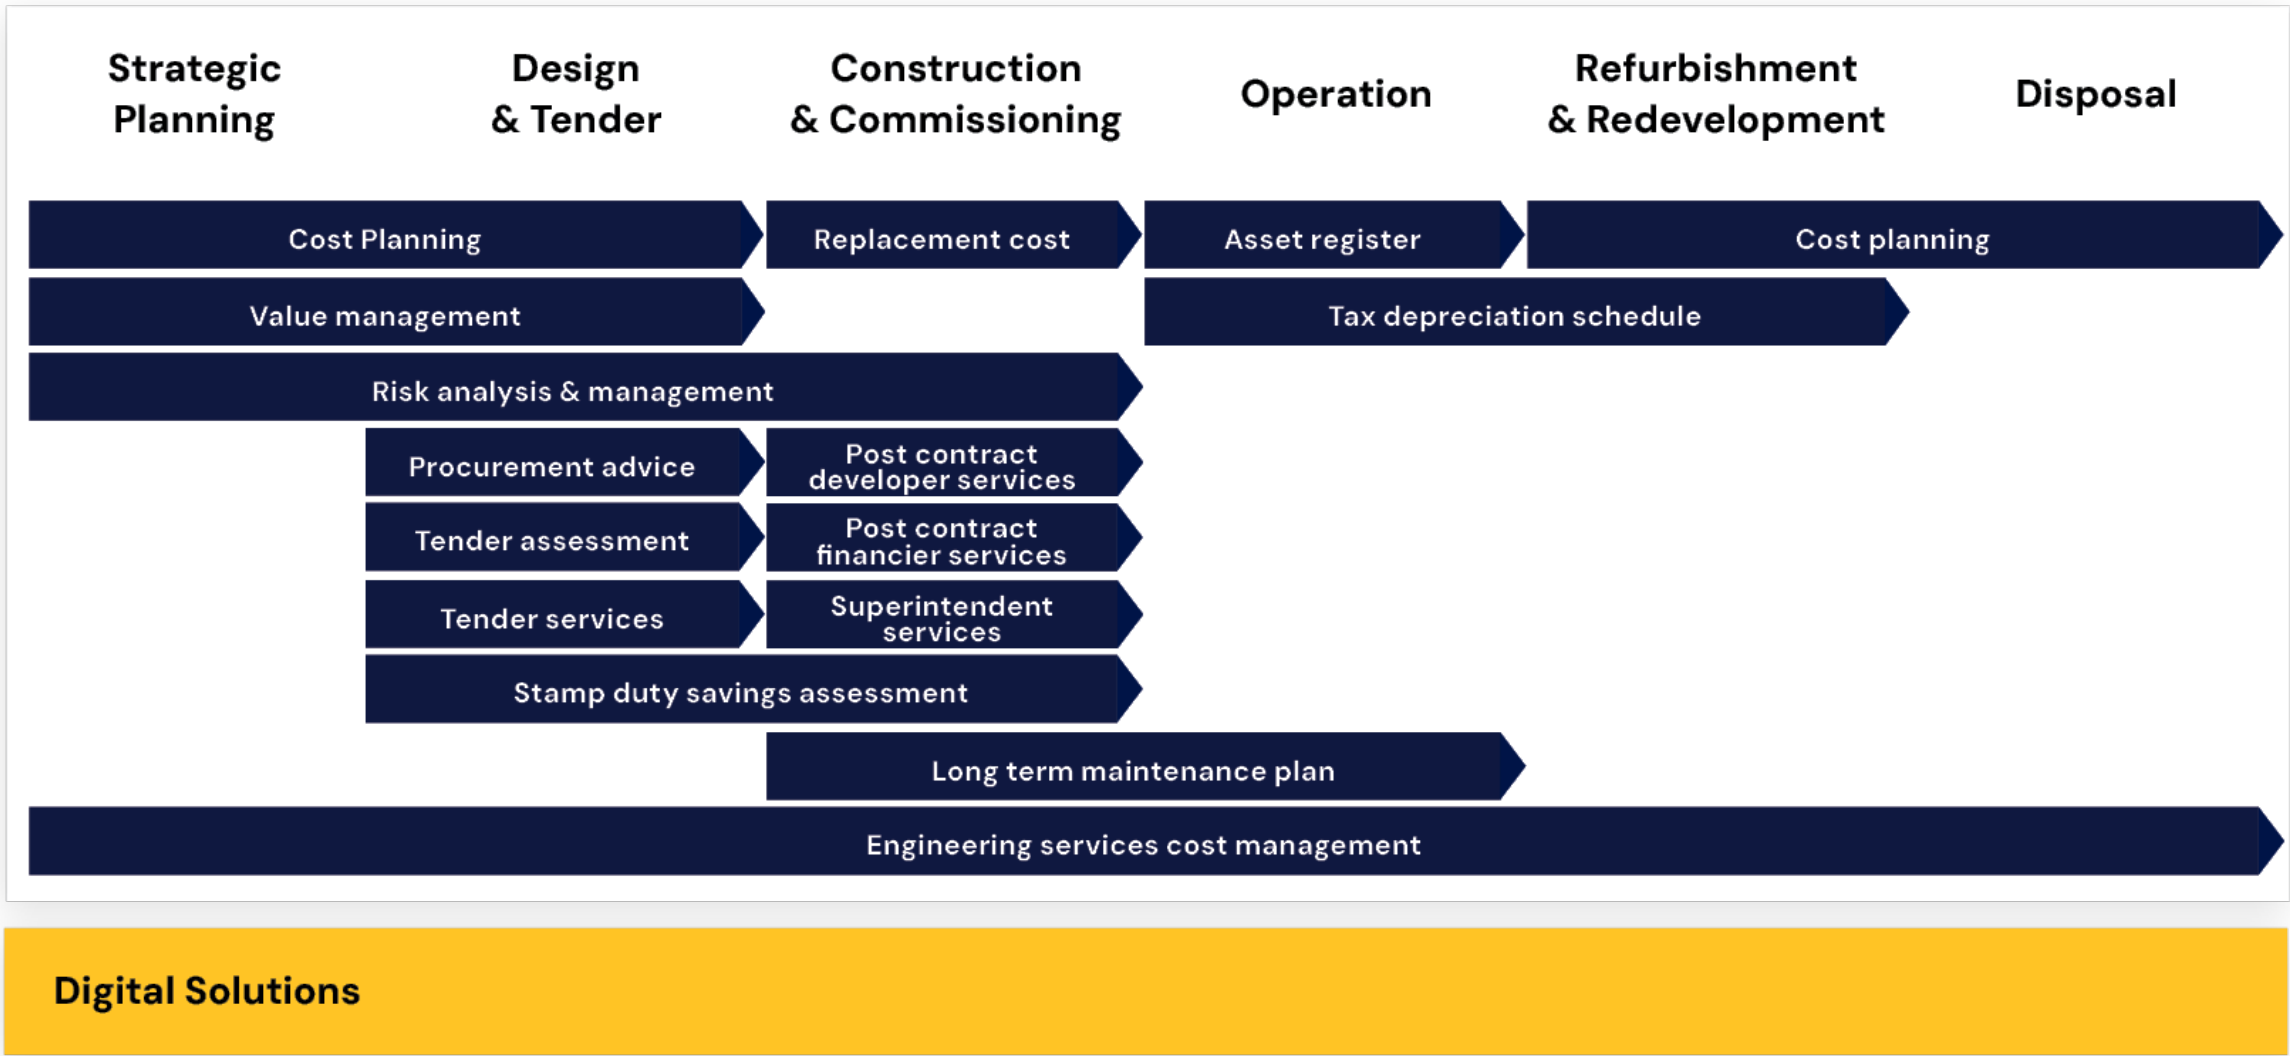 Strategic
Planning
Design
& Tender
Construction
& Commissioning
Operation
Refurbishment
& Redevelopment
Disposal
Cost Planning
Replacement cost
Asset register
Cost planning
Value management
Tax depreciation schedule
Risk analysis & management
Procurement advice
Post contract
developer services
Tender assessment
Post contract
financier services
Tender services
Superintendent
services
Stamp duty savings assessment
Long term maintenance plan
Engineering services cost management
Digital Solutions